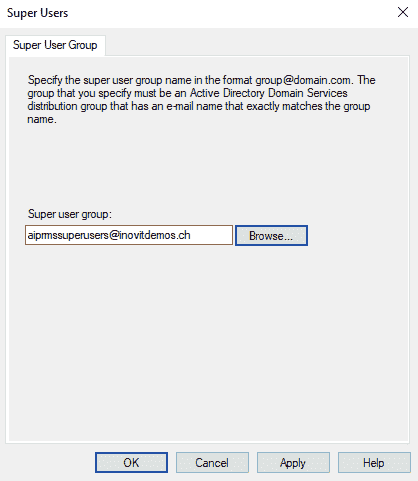 Super Users
Super User Group
Specify the super user group name in the format group@domain.com. The
group that you specify must be an Active Directory Domain Services
distribution group that has an e-mail name that exactly matches the group
name.
Super user group:
aiprmssuperusers@inovitdemos.ch Browse...
OK Cancel Apply Help